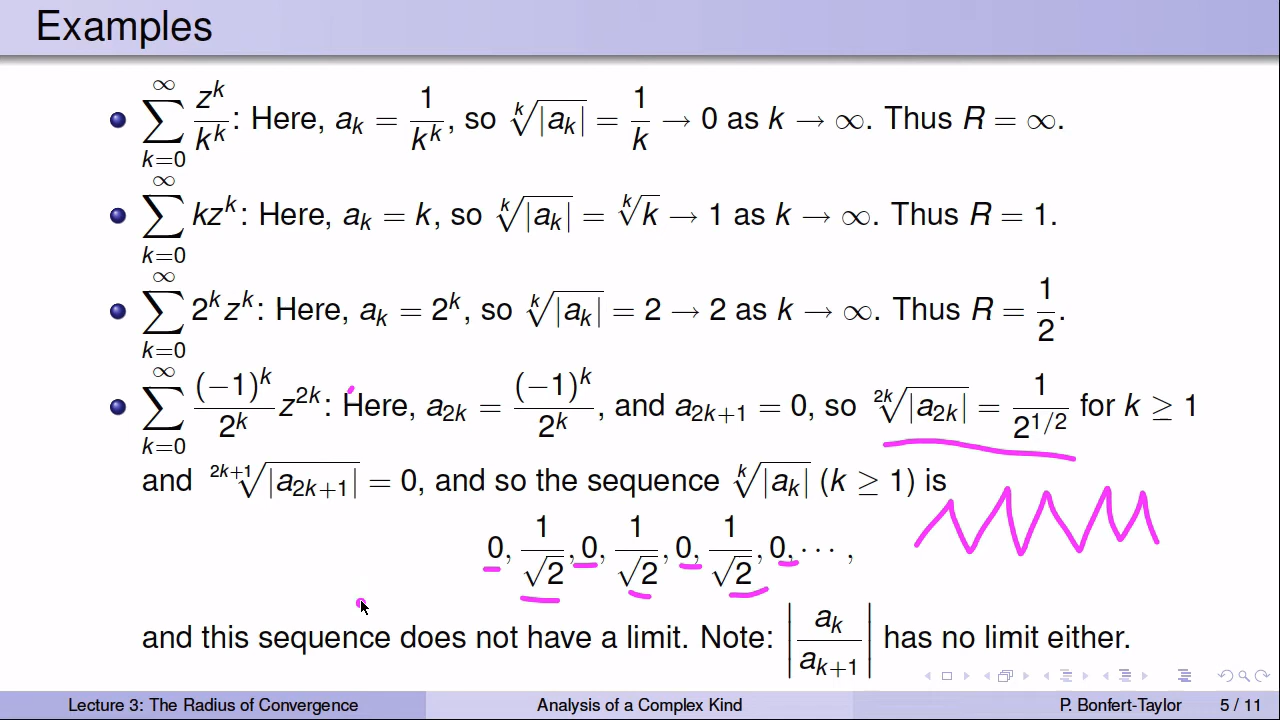 Examples
∑_{k=0}^{∞} z^k/k^k: Here, a_k = 1/k^k, so ᵏ√|a_k| = 1/k → 0 as k → ∞. Thus R = ∞.
∑_{k=0}^{∞} kz^k: Here, a_k = k, so ᵏ√|a_k| = ᵏ√k → 1 as k → ∞. Thus R = 1.
∑_{k=0}^{∞} 2^k z^k: Here, a_k = 2^k, so ᵏ√|a_k| = 2 → 2 as k → ∞. Thus R = 1/2.
∑_{k=0}^{∞} (−1)^k/2^k z^{2k}: Here, a_{2k} = (−1)^k/2^k, and a_{2k+1} = 0, so ²ᵏ√|a_{2k}| = 1/2^{1/2} for k ≥ 1
and ²ᵏ⁺¹√|a_{2k+1}| = 0, and so the sequence ᵏ√|a_k| (k ≥ 1) is
0, 1/√2, 0, 1/√2, 0, 1/√2, 0, ⋯ ,
and this sequence does not have a limit. Note: |a_k/a_{k+1}| has no limit either.
Lecture 3: The Radius of Convergence Analysis of a Complex Kind P. Bonfert-Taylor 5 / 11